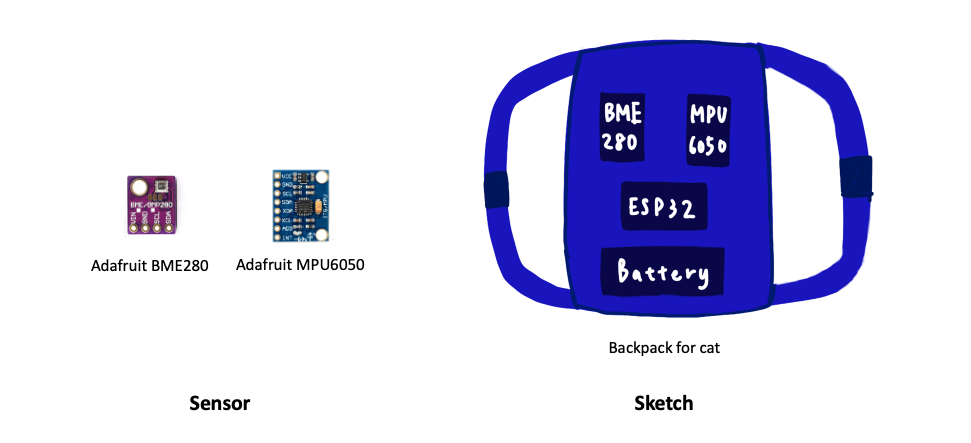 BME/BMP280
VIN
GND
SCL
SDA
Adafruit BME280
VCC
GND
SCL
SDA
XDA
XCL
ADO
INT
Adafruit MPU6050
Sensor
BME
280
MPU
6050
ESP32
Battery
Backpack for cat
Sketch